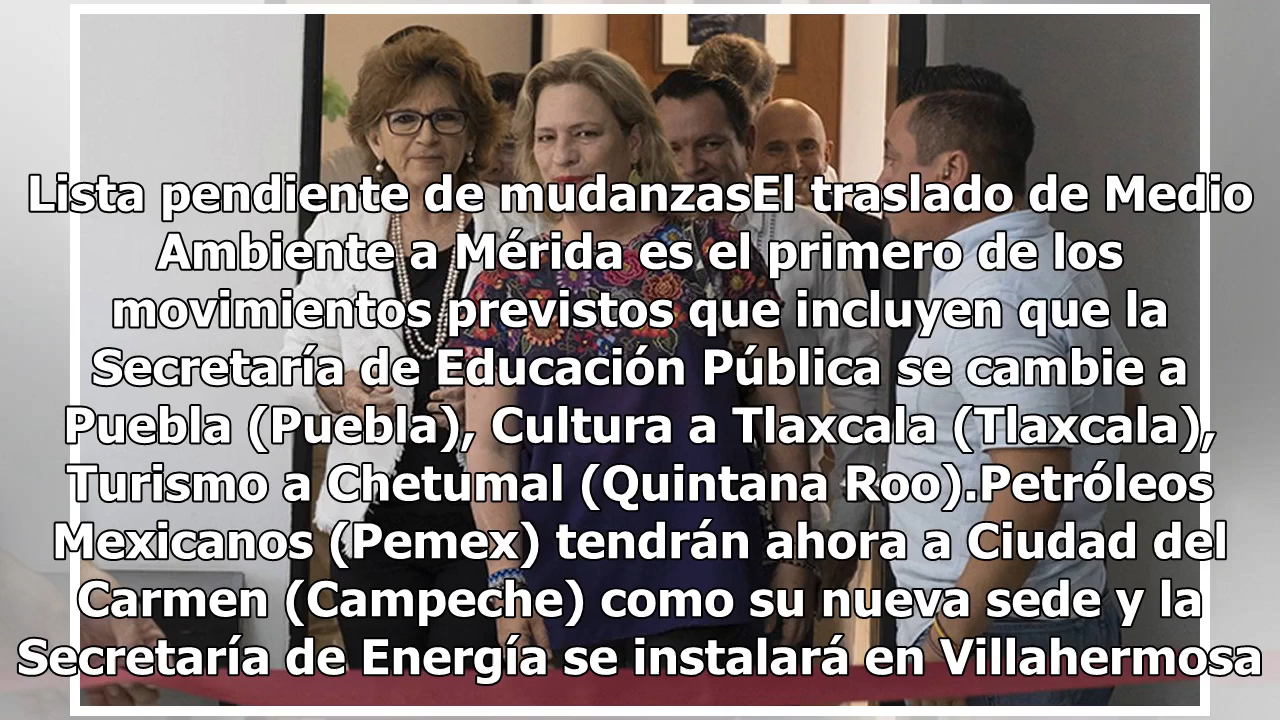 Lista pendiente de mudanzasEl traslado de Medio
Ambiente a Mérida es el primero de los
movimientos previstos que incluyen que la
Secretaría de Educación Pública se cambie a
Puebla (Puebla), Cultura a Tlaxcala (Tlaxcala),
Turismo a Chetumal (Quintana Roo).Petróleos
Mexicanos (Pemex) tendrán ahora a Ciudad del
Carmen (Campeche) como su nueva sede y la
Secretaría de Energía se instalará en Villahermosa